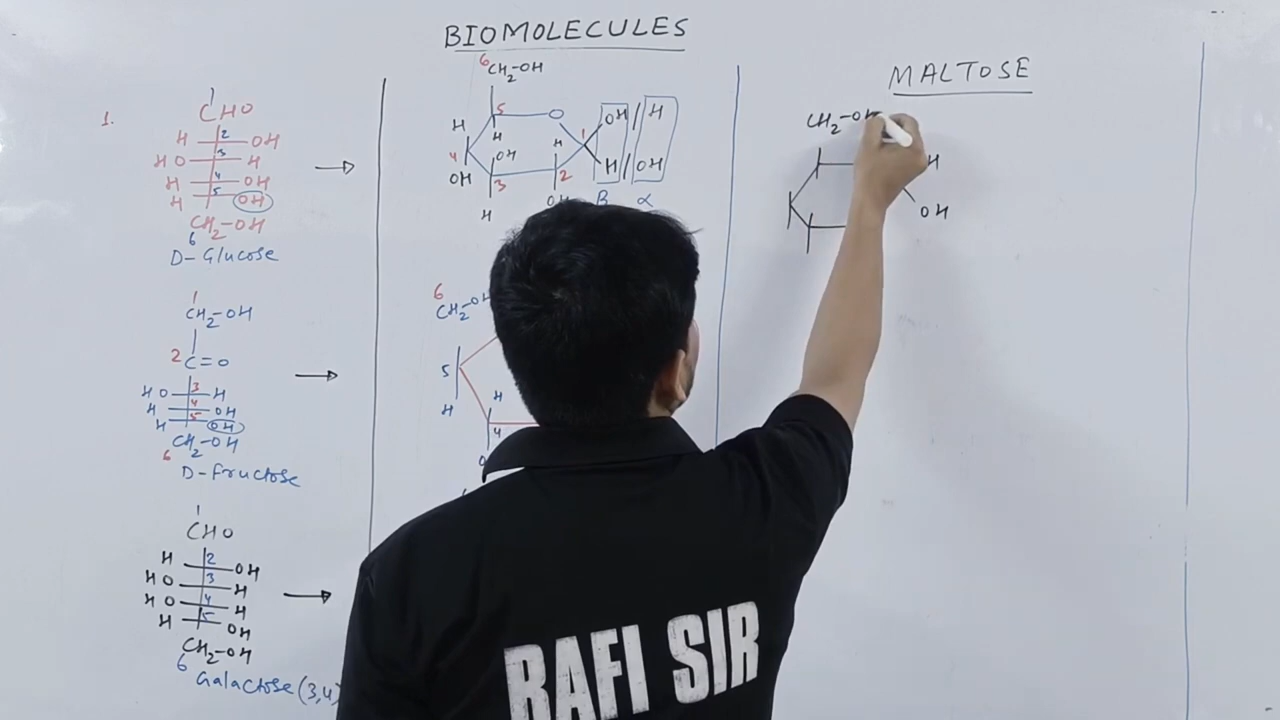 BIOMOLECULES
1.
1
CHO
H 2 OH
HO 3 H
H 4 OH
H 5 OH
CH2-OH
6
D-Glucose
1
CH2-OH
2 C=O
HO 3 H
H 4 OH
H 5 OH
CH2-OH
6
D-fructose
1
CHO
H 2 OH
HO 3 H
HO 4 H
H 5 OH
CH2-OH
6
Galactose (3,4)
6
CH2-OH
5 O OH / H
H H H 1
4 OH H / OH
OH 3 2
H OH β α
6
CH2-OH
5
H H
4
MALTOSE
CH2-OH
H
OH
RAFI SIR